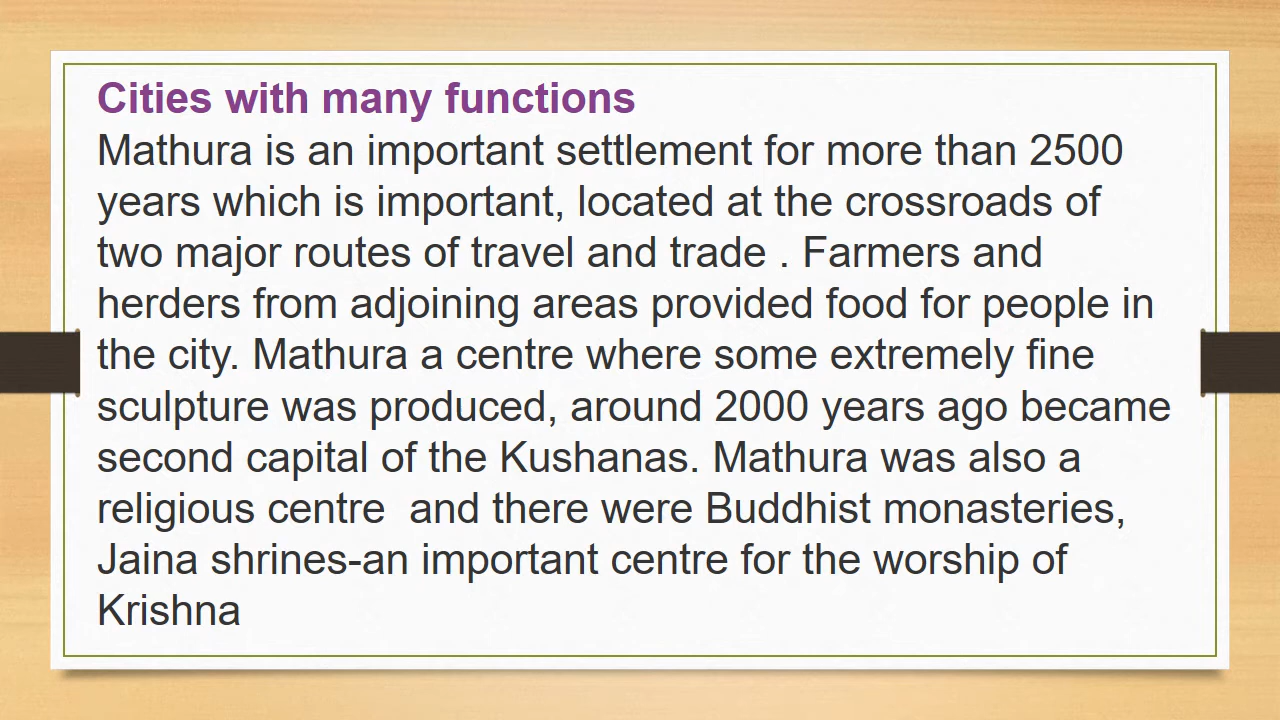 Cities with many functions
Mathura is an important settlement for more than 2500
years which is important, located at the crossroads of
two major routes of travel and trade . Farmers and
herders from adjoining areas provided food for people in
the city. Mathura a centre where some extremely fine
sculpture was produced, around 2000 years ago became
second capital of the Kushanas. Mathura was also a
religious centre  and there were Buddhist monasteries,
Jaina shrines-an important centre for the worship of
Krishna